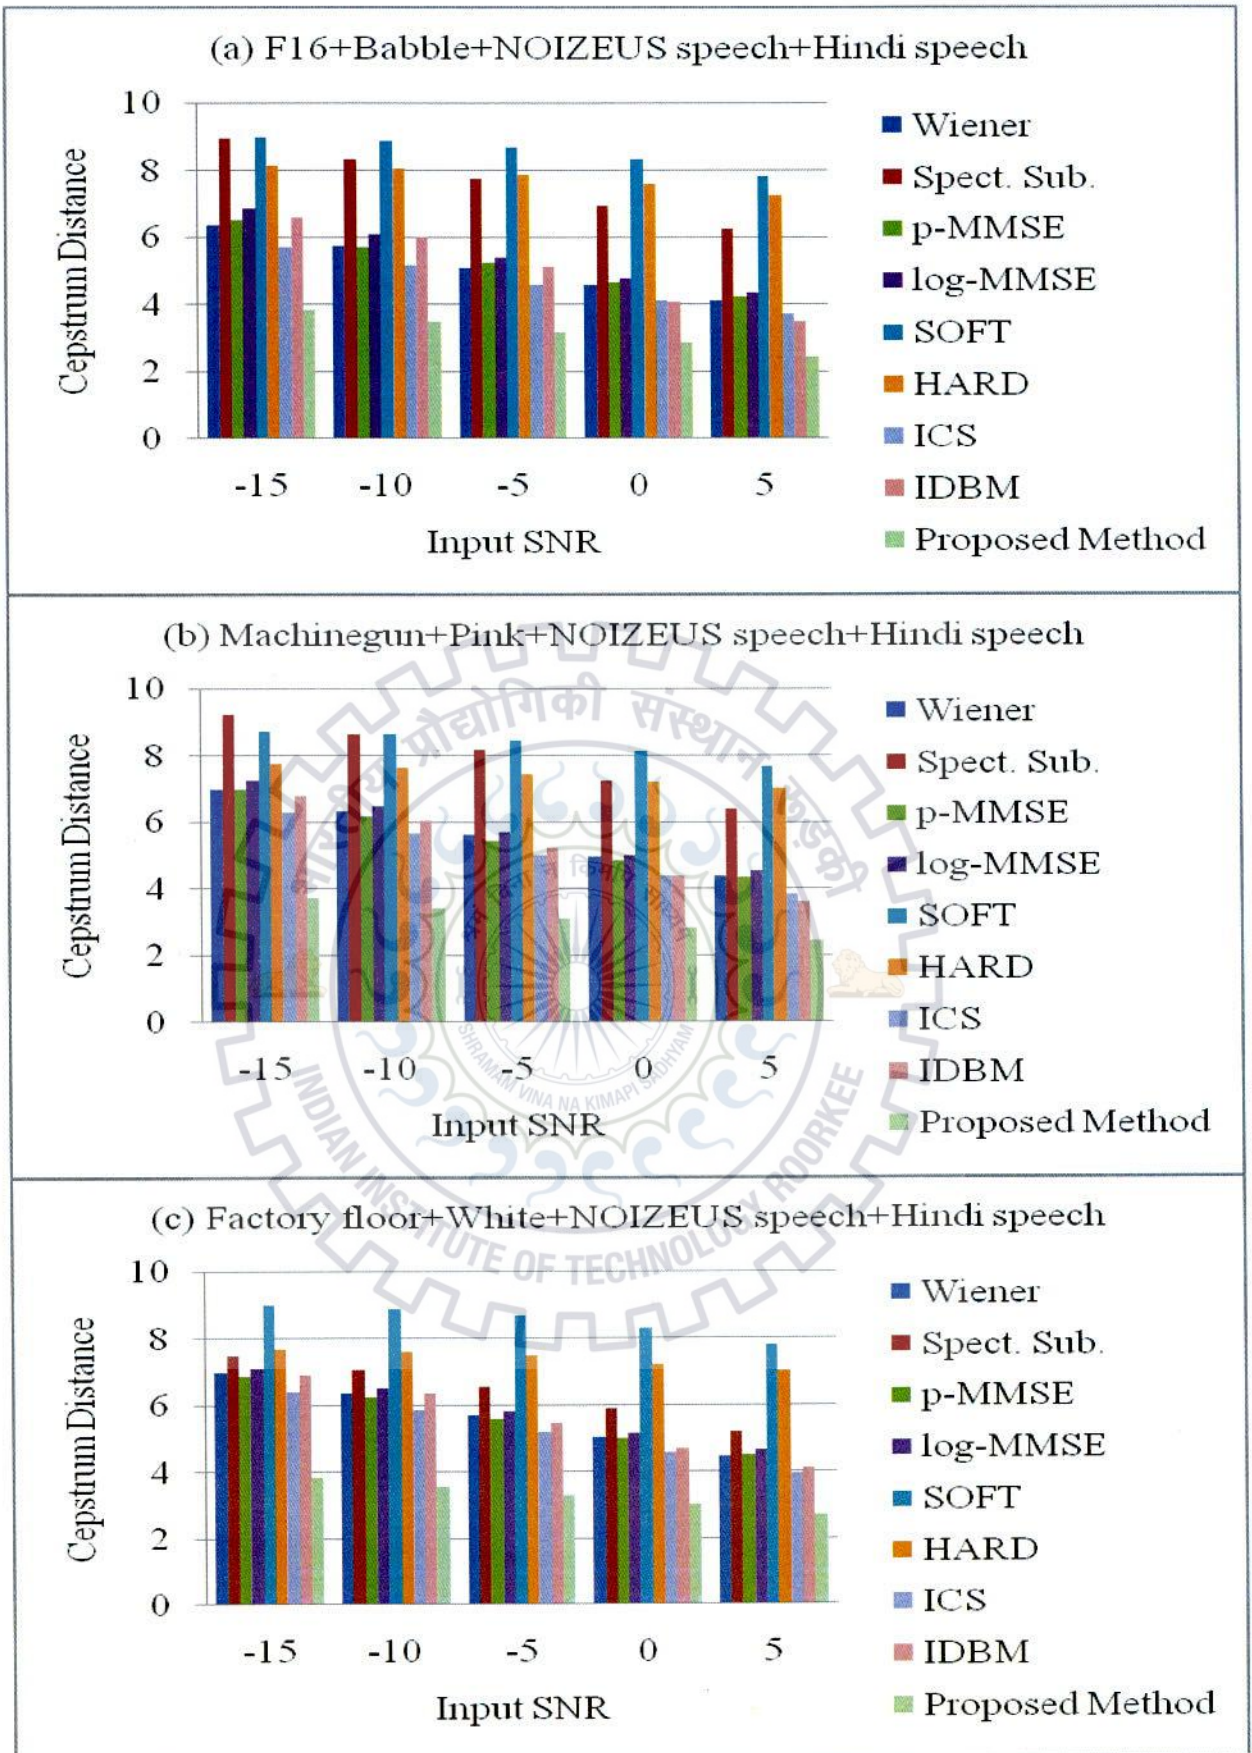 (a) F16+Babble+NOIZEUS speech+Hindi speech
Cepstrum Distance
10
8
6
4
2
0
-15 -10 -5 0 5
Input SNR
Wiener
Spect. Sub.
p-MMSE
log-MMSE
SOFT
HARD
ICS
IDBM
Proposed Method
(b) Machinegun+Pink+NOIZEUS speech+Hindi speech
Cepstrum Distance
10
8
6
4
2
0
-15 -10 -5 0 5
Input SNR
Wiener
Spect. Sub.
p-MMSE
log-MMSE
SOFT
HARD
ICS
IDBM
Proposed Method
प्रौद्योगिकी संस्थान
SHRAMAM VINA NA KIMAPI SADHYAM
INDIAN INSTITUTE OF TECHNOLOGY ROORKEE
(c) Factory floor+White+NOIZEUS speech+Hindi speech
Cepstrum Distance
10
8
6
4
2
0
-15 -10 -5 0 5
Input SNR
Wiener
Spect. Sub.
p-MMSE
log-MMSE
SOFT
HARD
ICS
IDBM
Proposed Method